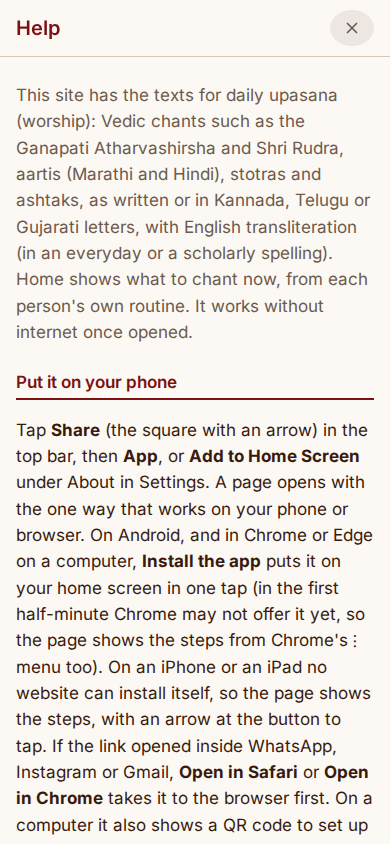 Help
×
This site has the texts for daily upasana
(worship): Vedic chants such as the
Ganapati Atharvashirsha and Shri Rudra,
aartis (Marathi and Hindi), stotras and
ashtaks, as written or in Kannada, Telugu or
Gujarati letters, with English transliteration
(in an everyday or a scholarly spelling).
Home shows what to chant now, from each
person's own routine. It works without
internet once opened.
Put it on your phone
Tap Share (the square with an arrow) in the
top bar, then App, or Add to Home Screen
under About in Settings. A page opens with
the one way that works on your phone or
browser. On Android, and in Chrome or Edge
on a computer, Install the app puts it on
your home screen in one tap (in the first
half-minute Chrome may not offer it yet, so
the page shows the steps from Chrome's ⋮
menu too). On an iPhone or an iPad no
website can install itself, so the page shows
the steps, with an arrow at the button to
tap. If the link opened inside WhatsApp,
Instagram or Gmail, Open in Safari or Open
in Chrome takes it to the browser first. On a
computer it also shows a QR code to set up